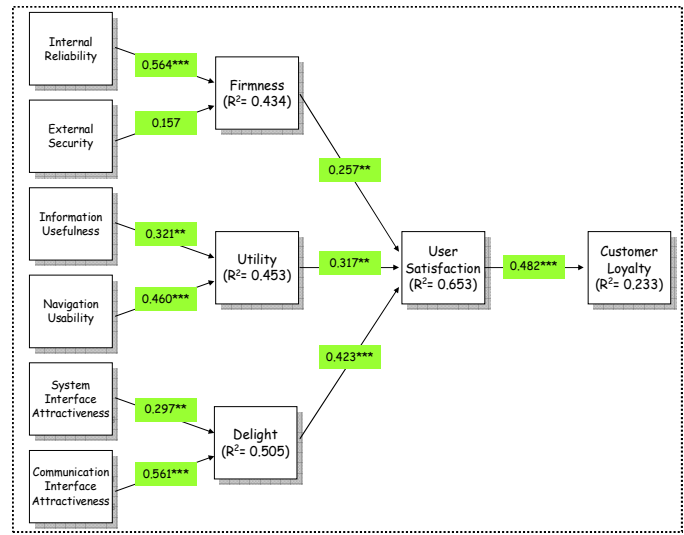 Internal
Reliability
0.564***
Firmness
(R²= 0.434)
External
Security
0.157
0.257**
Information
Usefulness
0.321**
Utility
(R²= 0.453)
0.317**
User
Satisfaction
(R²= 0.653)
0.482***
Customer
Loyalty
(R²= 0.233)
Navigation
Usability
0.460***
0.423***
System
Interface
Attractiveness
0.297**
Delight
(R²= 0.505)
Communication
Interface
Attractiveness
0.561***